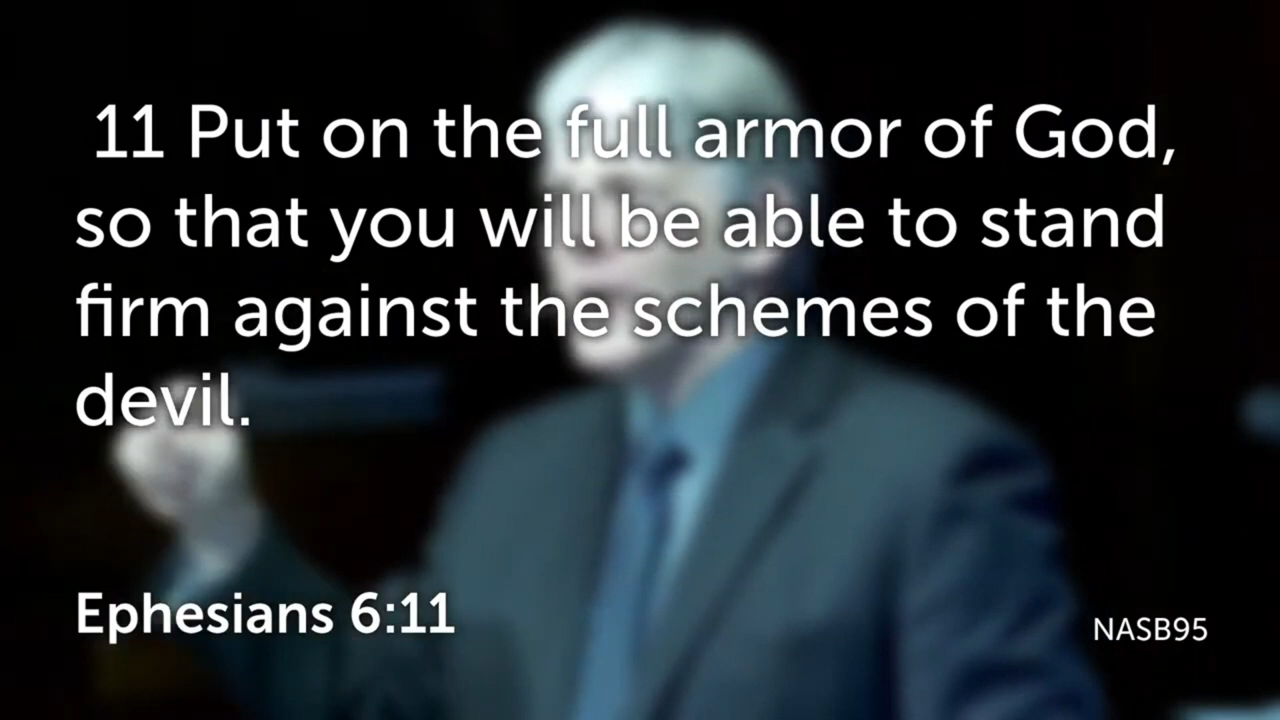 11 Put on the full armor of God,
so that you will be able to stand
firm against the schemes of the
devil.
Ephesians 6:11
NASB95